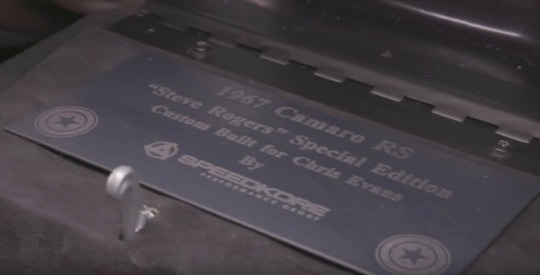 1967 Camaro RS
"Steve Rogers" Special Edition
Custom Built for Chris Evans
By
SPEEDKORE
PERFORMANCE GROUP